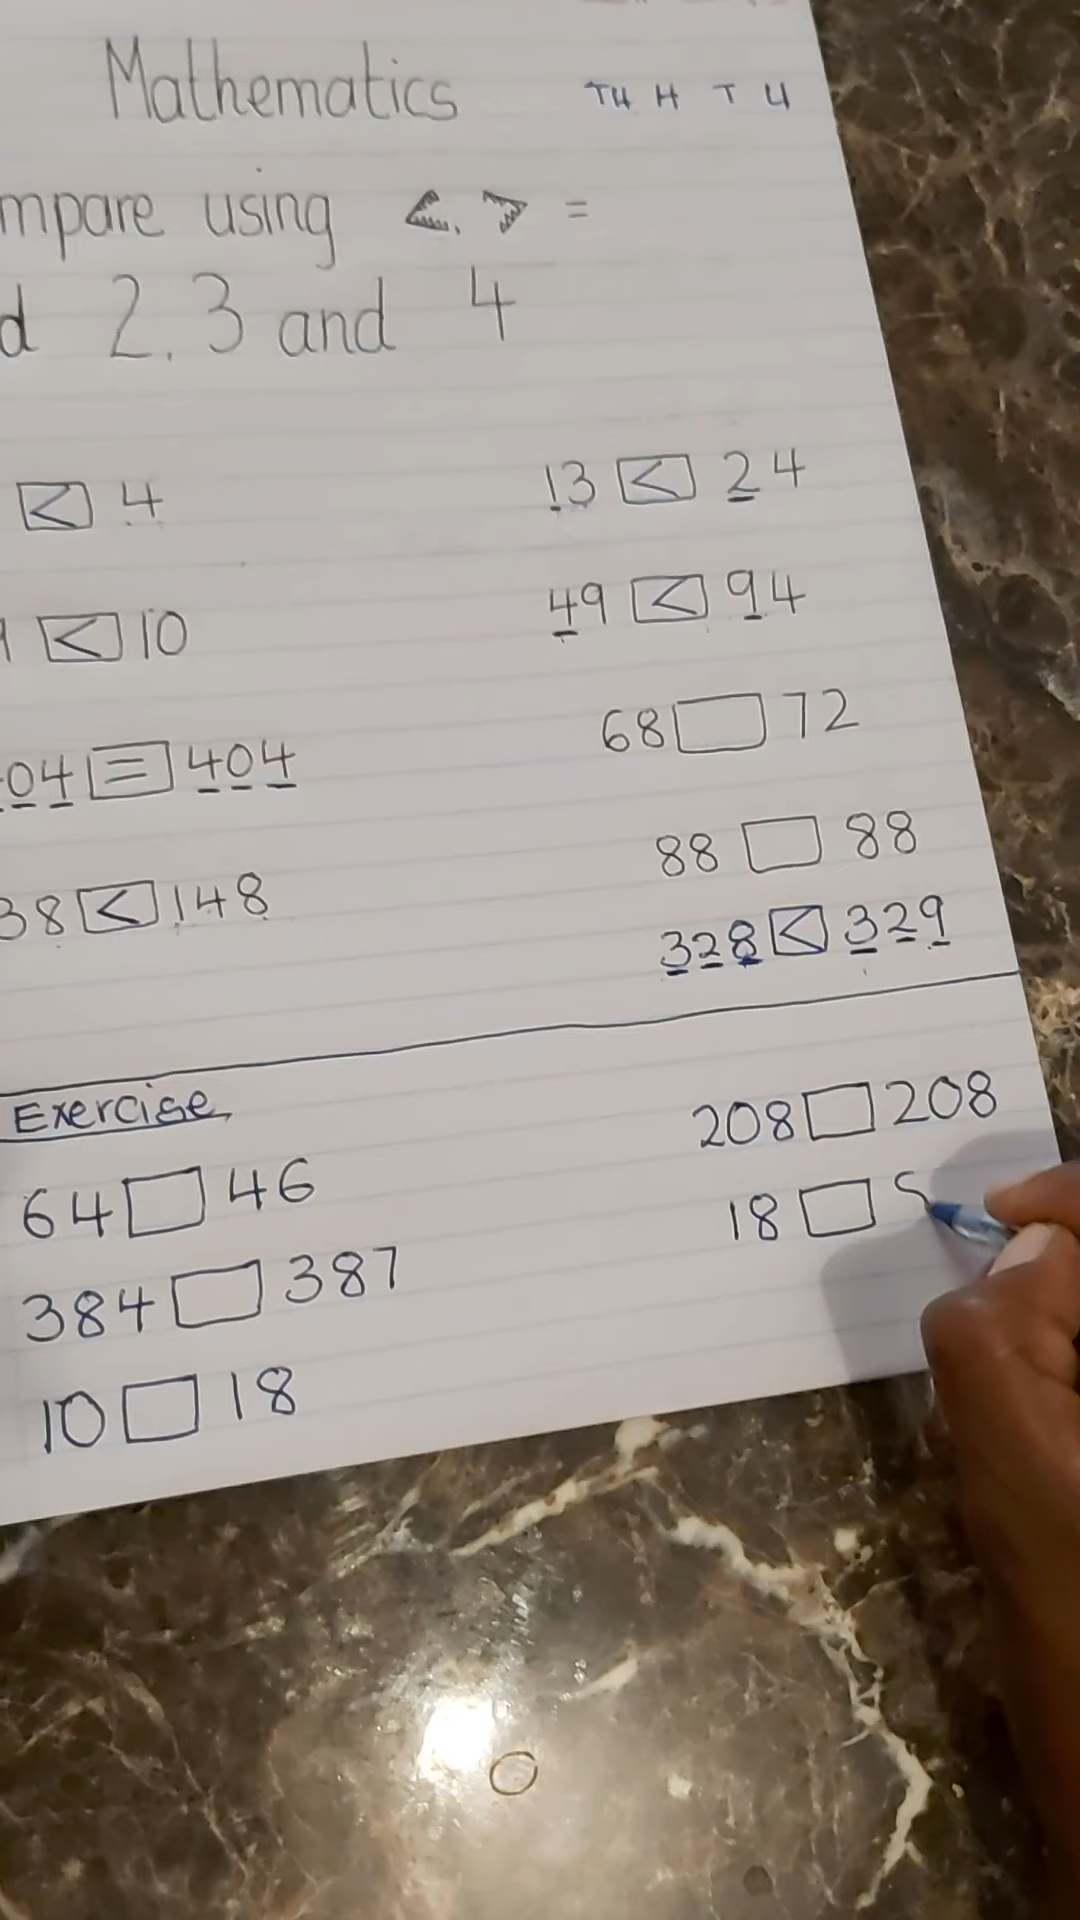 Mathematics TH H T U
mpare using <, > =
d 2, 3 and 4
< 4
13 < 24
< 10
49 < 94
68 □ 72
04 = 404
88 □ 88
38 < 148
328 < 329
Exercise
208 □ 208
64 □ 46
18 □
384 □ 387
10 □ 18